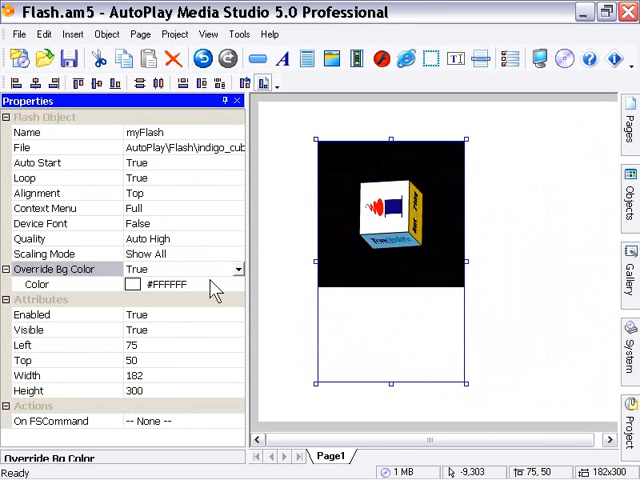 Flash.am5 - AutoPlay Media Studio 5.0 Professional
File Edit Insert Object Page Project View Tools Help
Properties
Flash Object
Name myFlash
File AutoPlay\Flash\indigo_cub
Auto Start True
Loop True
Alignment Top
Context Menu Full
Device Font False
Quality Auto High
Scaling Mode Show All
Override Bg Color True
Color #FFFFFF
Attributes
Enabled True
Visible True
Left 75
Top 50
Width 182
Height 300
Actions
On FSCommand -- None --
Override Bg Color
TrueUpdate
Pages
Objects
Gallery
System
Project
Page1
Ready
1 MB
-9,303
75, 50
182x300